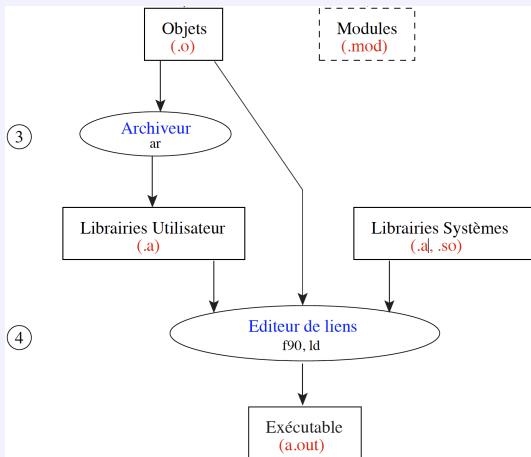 Objets
(.o)
Modules
(.mod)
3
Archiveur
ar
Librairies Utilisateur
(.a)
Librairies Systèmes
(.a, .so)
4
Editeur de liens
f90, ld
Exécutable
(a.out)